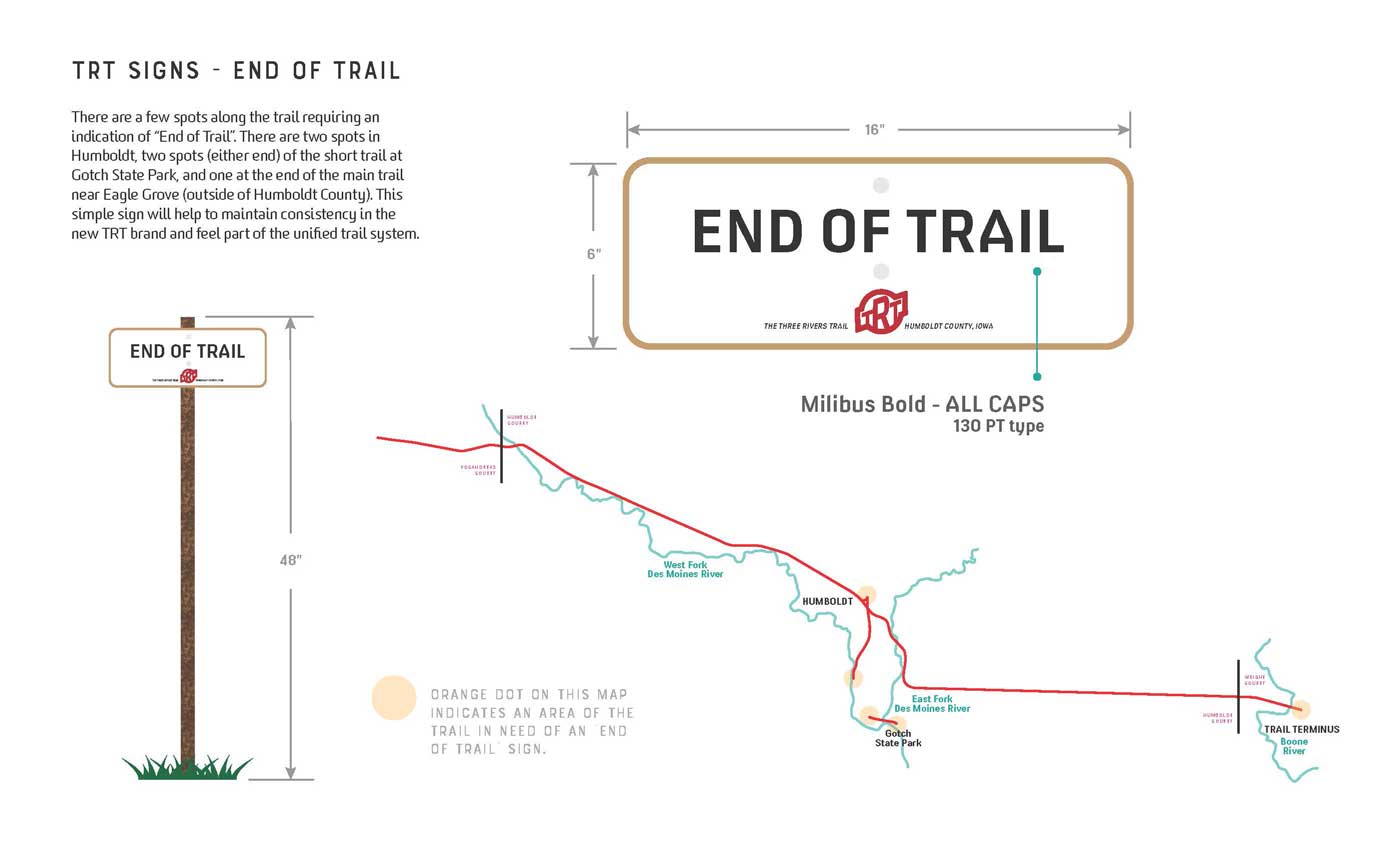 TRT SIGNS - END OF TRAIL
There are a few spots along the trail requiring an
indication of “End of Trail”. There are two spots in
Humboldt, two spots (either end) of the short trail at
Gotch State Park, and one at the end of the main trail
near Eagle Grove (outside of Humboldt County). This
simple sign will help to maintain consistency in the
new TRT brand and feel part of the unified trail system.
16"
6"
END OF TRAIL
THE THREE RIVERS TRAIL
TRT
HUMBOLDT COUNTY, IOWA
Milibus Bold - ALL CAPS
130 PT type
END OF TRAIL
TRT
48"
HUMBOLDT
COUNTY
POCAHONTAS
COUNTY
West Fork
Des Moines River
HUMBOLDT
East Fork
Des Moines River
Gotch
State Park
WRIGHT
COUNTY
HUMBOLDT
COUNTY
TRAIL TERMINUS
Boone
River
ORANGE DOT ON THIS MAP
INDICATES AN AREA OF THE
TRAIL IN NEED OF AN 'END
OF TRAIL' SIGN.